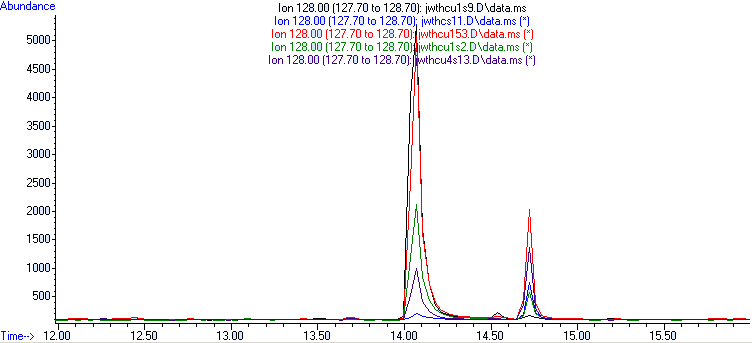 Abundance
Ion 128.00 (127.70 to 128.70): jwthcu1s9.D\data.ms
Ion 128.00 (127.70 to 128.70): jwthcs11.D\data.ms (*)
Ion 128.00 (127.70 to 128.70): jwthcu153.D\data.ms (*)
Ion 128.00 (127.70 to 128.70): jwthcu1s2.D\data.ms (*)
Ion 128.00 (127.70 to 128.70): jwthcu4s13.D\data.ms (*)
5000
4500
4000
3500
3000
2500
2000
1500
1000
500
12.00 12.50 13.00 13.50 14.00 14.50 15.00 15.50
Time-->